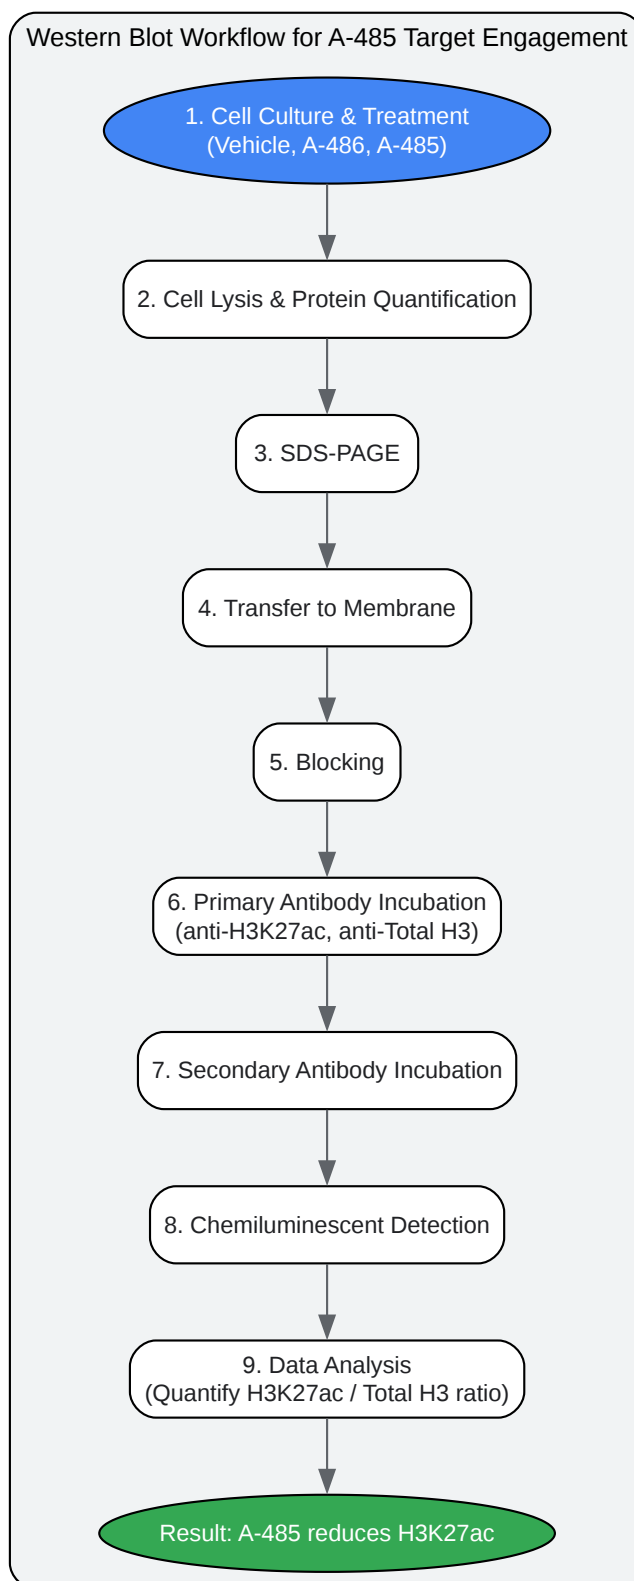 Western Blot Workflow for A-485 Target Engagement
1. Cell Culture & Treatment
(Vehicle, A-486, A-485)
2. Cell Lysis & Protein Quantification
3. SDS-PAGE
4. Transfer to Membrane
5. Blocking
6. Primary Antibody Incubation
(anti-H3K27ac, anti-Total H3)
7. Secondary Antibody Incubation
8. Chemiluminescent Detection
9. Data Analysis
(Quantify H3K27ac / Total H3 ratio)
Result: A-485 reduces H3K27ac